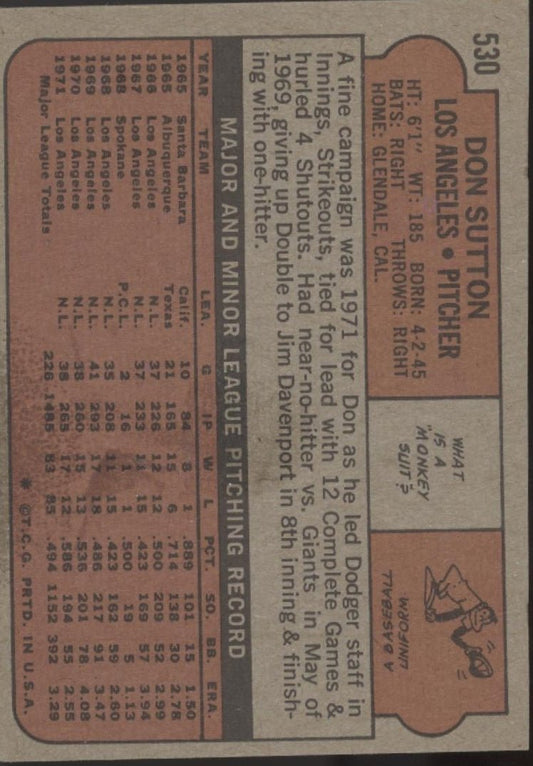 530
DON SUTTON
LOS ANGELES • PITCHER
HT: 6'1" WT: 185 BORN: 4-2-45
BATS: RIGHT THROWS: RIGHT
HOME: GLENDALE, CAL.
WHAT
IS A
"MONKEY
SUIT"?
A BASEBALL
UNIFORM
A fine campaign was 1971 for Don as he led Dodger staff in
Innings, Strikeouts, tied for lead with 12 Complete Games &
hurled 4 Shutouts. Had near-no-hitter vs. Giants in May of
1969, giving up Double to Jim Davenport in 8th inning & finish-
ing with one-hitter.
MAJOR AND MINOR LEAGUE PITCHING RECORD
YEAR TEAM LEA. G IP W L PCT. SO. BB. ERA.
1965 Santa Barbara Calif. 10 84 8 1 .889 101 15 1.50
1965 Albuquerque Texas 21 165 15 6 .714 138 30 2.78
1966 Los Angeles N.L. 37 226 12 12 .500 209 52 2.99
1967 Los Angeles N.L. 37 233 11 15 .423 169 57 3.94
1968 Spokane P.C.L. 2 16 1 1 .500 19 5 1.13
1968 Los Angeles N.L. 35 208 11 15 .423 162 59 2.60
1969 Los Angeles N.L. 41 293 17 18 .486 217 91 3.47
1970 Los Angeles N.L. 38 260 15 13 .536 201 78 4.08
1971 Los Angeles N.L. 38 265 17 12 .586 194 55 2.55
Major League Totals 226 1485 83 85 .494 1152 392 3.29
* ©T.C.G. PRTD. IN U.S.A.